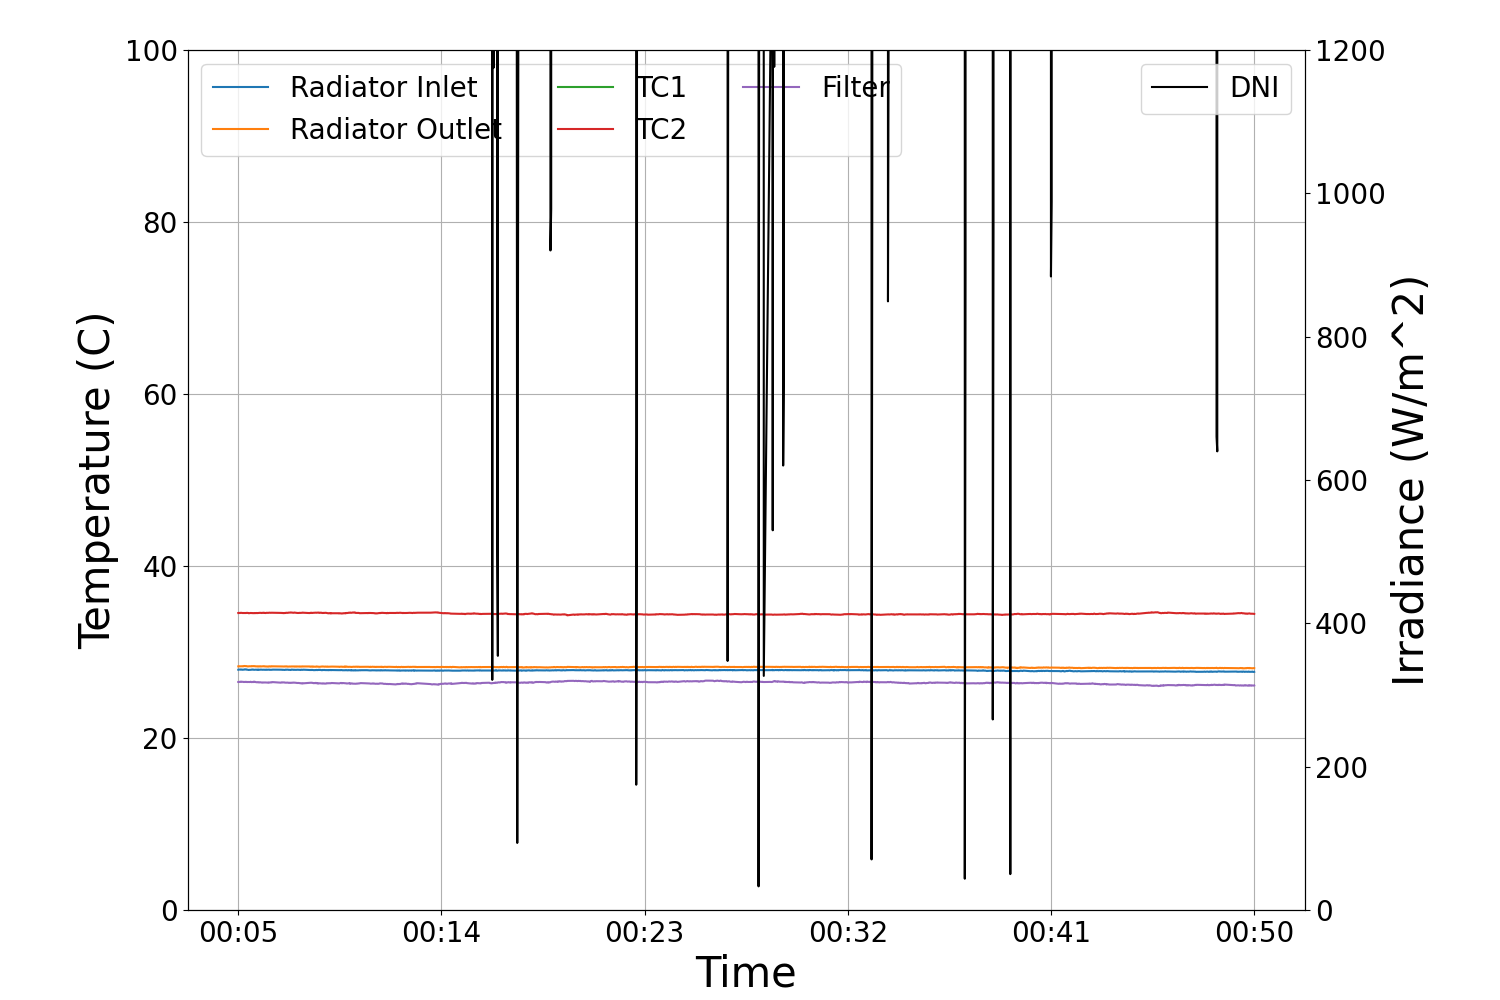 100
80
60
40
20
0
Temperature (C)
Radiator Inlet
Radiator Outlet
TC1
TC2
Filter
DNI
1200
1000
800
600
400
200
0
Irradiance (W/m^2)
00:05 00:14 00:23 00:32 00:41 00:50
Time